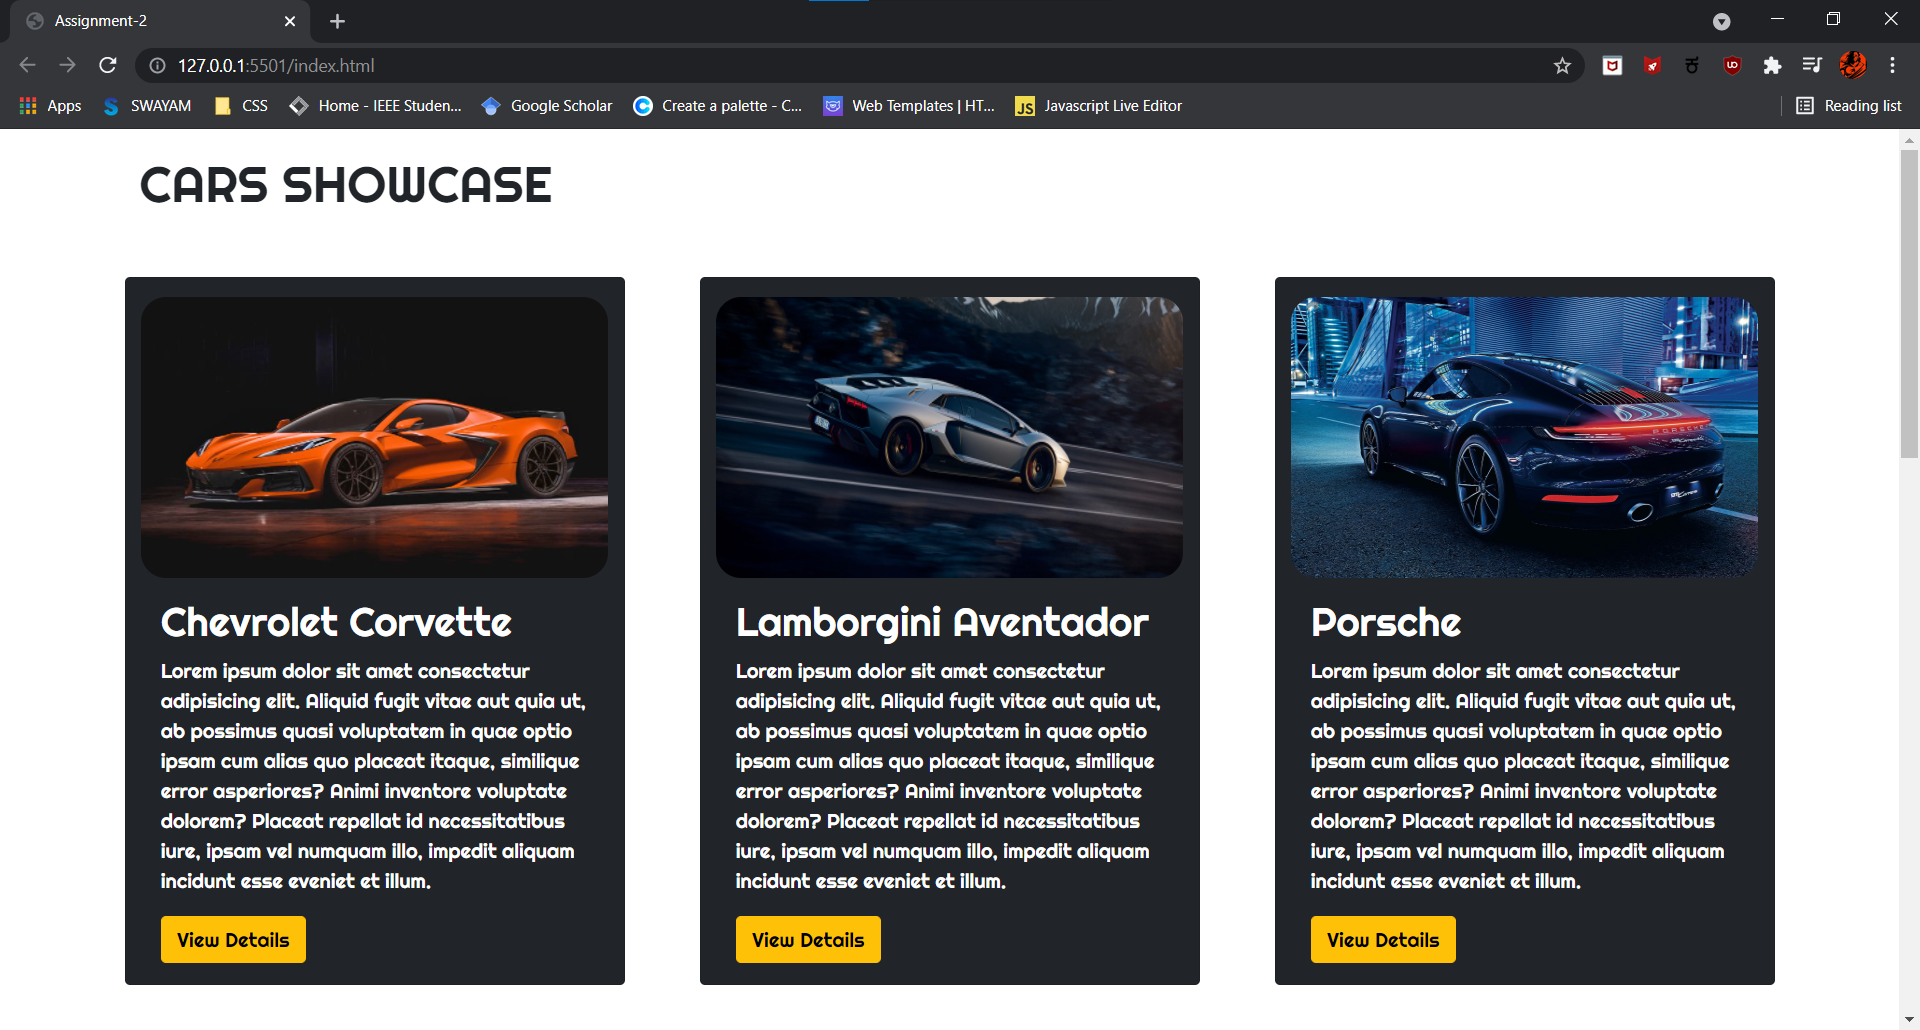 Assignment-2
127.0.0.1:5501/index.html
Apps SWAYAM CSS Home - IEEE Studen... Google Scholar Create a palette - C... Web Templates | HT... JS Javascript Live Editor Reading list
CARS SHOWCASE
Chevrolet Corvette
Lorem ipsum dolor sit amet consectetur
adipisicing elit. Aliquid fugit vitae aut quia ut,
ab possimus quasi voluptatem in quae optio
ipsam cum alias quo placeat itaque, similique
error asperiores? Animi inventore voluptate
dolorem? Placeat repellat id necessitatibus
iure, ipsam vel numquam illo, impedit aliquam
incidunt esse eveniet et illum.
View Details
Lamborgini Aventador
Lorem ipsum dolor sit amet consectetur
adipisicing elit. Aliquid fugit vitae aut quia ut,
ab possimus quasi voluptatem in quae optio
ipsam cum alias quo placeat itaque, similique
error asperiores? Animi inventore voluptate
dolorem? Placeat repellat id necessitatibus
iure, ipsam vel numquam illo, impedit aliquam
incidunt esse eveniet et illum.
View Details
PORSCHE
Porsche
Lorem ipsum dolor sit amet consectetur
adipisicing elit. Aliquid fugit vitae aut quia ut,
ab possimus quasi voluptatem in quae optio
ipsam cum alias quo placeat itaque, similique
error asperiores? Animi inventore voluptate
dolorem? Placeat repellat id necessitatibus
iure, ipsam vel numquam illo, impedit aliquam
incidunt esse eveniet et illum.
View Details